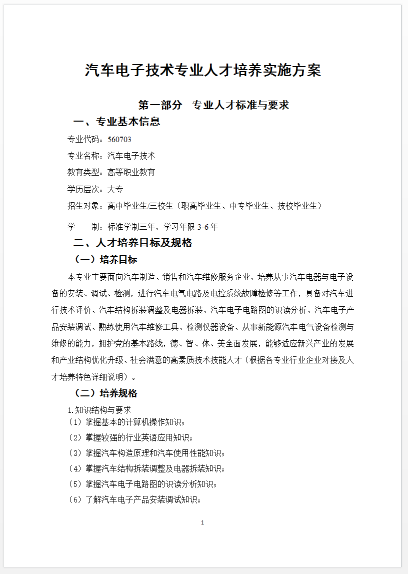 汽车电子技术专业人才培养实施方案
第一部分 专业人才标准与要求
一、专业基本信息
专业代码：560703
专业名称：汽车电子技术
教育类型：高等职业教育
学历层次：大专
招生对象：高中毕业生/三校生（职高毕业生、中专毕业生、技校毕业生）
学 制：标准学制三年，学习年限3-6年
二、人才培养目标及规格
（一）培养目标
本专业主要面向汽车制造、销售和汽车维修服务企业，培养从事汽车电器与电子设
备的安装、调试、检测，进行汽车电气电路及电控系统故障检修等工作，具备对汽车进
行技术评价、汽车结构拆装调整及电器拆装、汽车电子电路图的识读分析、汽车电子产
品安装调试、熟练使用汽车维修工具、检测仪器设备、从事新能源汽车电气设备检测与
维修的能力，拥护党的基本路线，德、智、体、美全面发展，能够适应新兴产业的发展
和产业结构优化升级、社会满意的高素质技术技能人才（根据各专业行业企业对接及人
才培养特色详细说明）。
（二）培养规格
1.知识结构与要求
（1）掌握基本的计算机操作知识；
（2）掌握较强的行业英语应用知识；
（3）掌握汽车构造原理和汽车使用性能知识；
（4）掌握汽车结构拆装调整及电器拆装知识；
（5）掌握汽车电子电路图的识读分析知识；
（6）了解汽车电子产品安装调试知识；
1